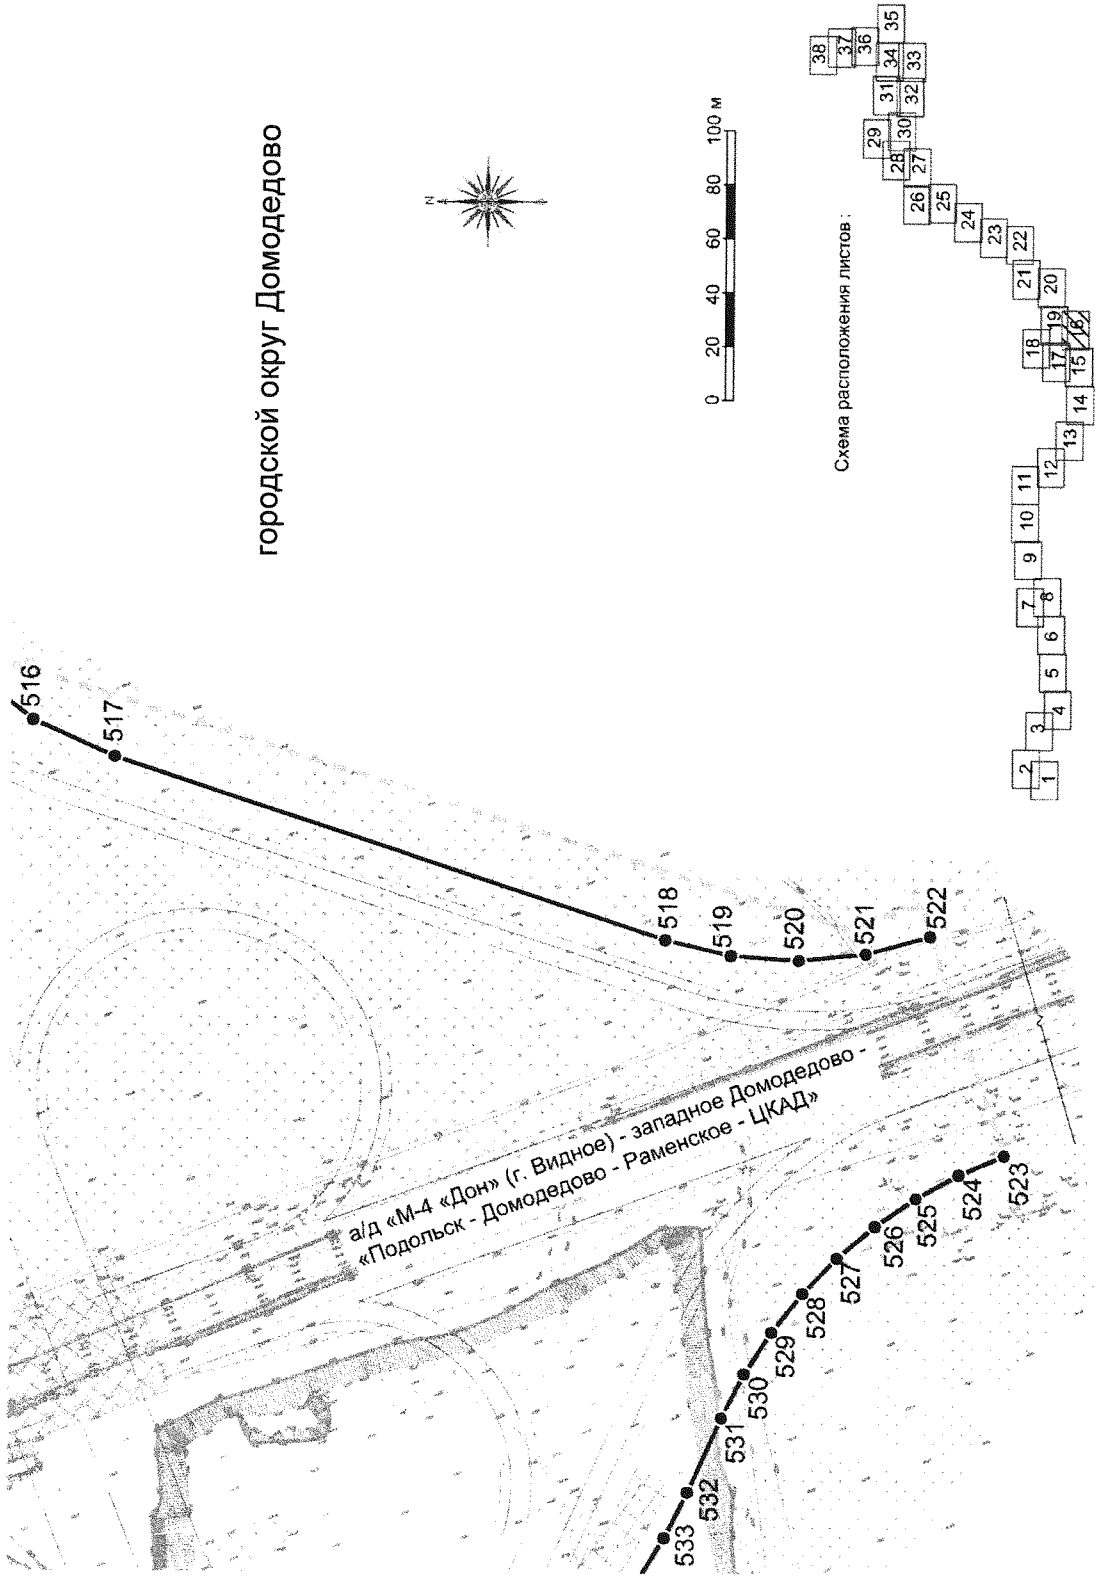 городской округ Домодедово
N
0 20 40 60 80 100 м
Схема расположения листов :
1 2 3 4 5 6 7 8 9 10 11 12 13 14 15 16 17 18 19 20 21 22 23 24 25 26 27 28 29 30 31 32 33 34 35 36 37 38
516
517
518
519
520
521
522
а/д «М-4 «Дон» (г. Видное) - западное Домодедово -
«Подольск - Домодедово - Раменское - ЦКАД»
523
524
525
526
527
528
529
530
531
532
533